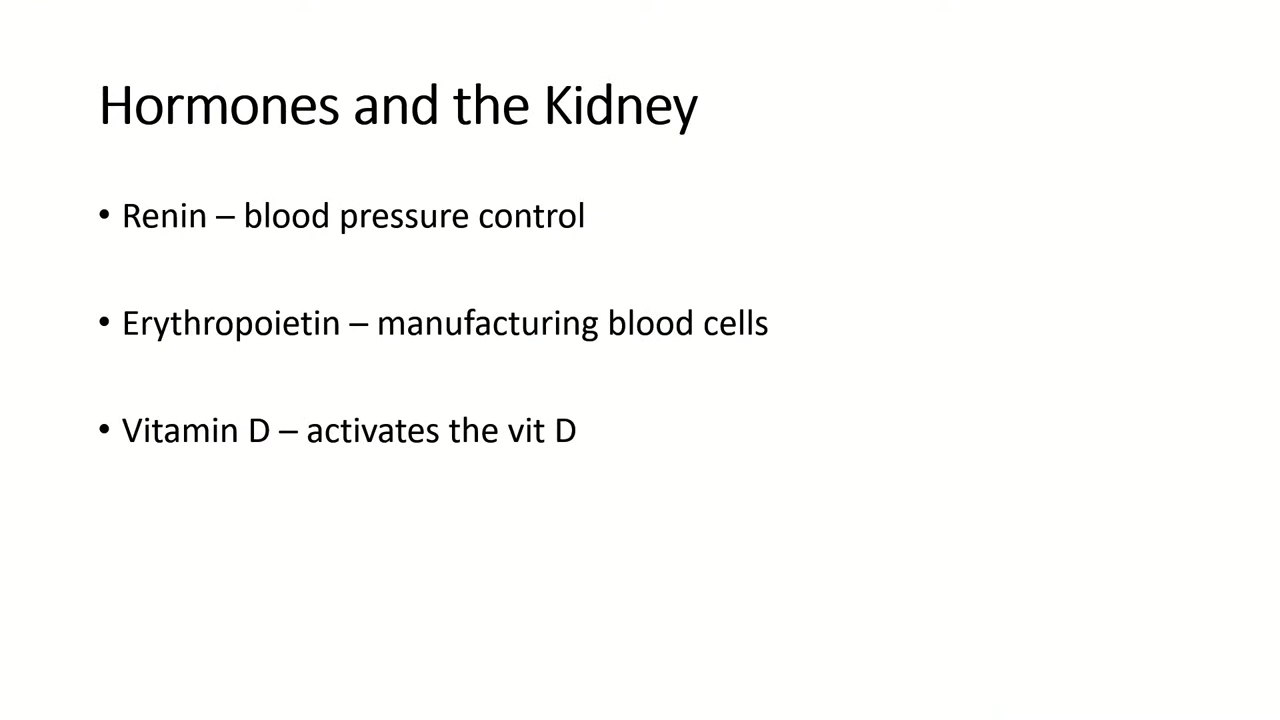 Hormones and the Kidney
• Renin – blood pressure control
• Erythropoietin – manufacturing blood cells
• Vitamin D – activates the vit D